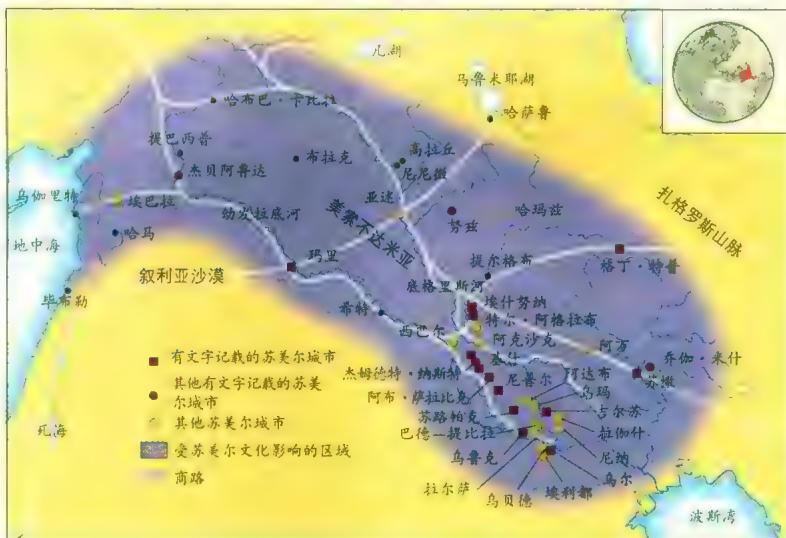 凡湖
乌鲁米耶湖
哈萨鲁
哈布巴·卡比拉
提巴西普
布拉克
高拉丘
尼尼微
杰贝阿鲁达
乌伽里特
埃巴拉
亚述
努兹
哈玛兹
扎格罗斯山脉
幼发拉底河
美索不达米亚
地中海
哈马
玛里
提尔格布
格丁·特普
叙利亚沙漠
底格里斯河
毕布勒
希特
埃什努纳
特尔·阿格拉布
西巴尔
阿克沙克
阿万
乔伽·米什
基什
苏撒
杰姆德特·纳斯特
尼普尔
阿达布
乌玛
阿布·萨拉比克
吉尔苏
苏路帕克
拉伽什
巴德—提比拉
尼纳
乌鲁克
乌尔
拉尔萨
乌贝德
埃利都
死海
波斯湾
有文字记载的苏美尔城市
其他有文字记载的苏美
尔城市
其他苏美尔城市
受苏美尔文化影响的区域
商路